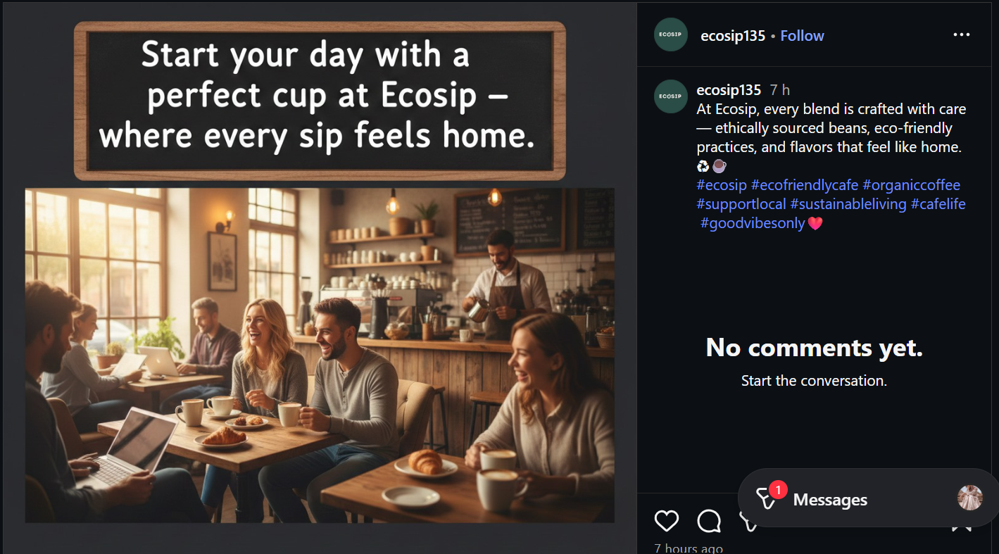 Start your day with a
perfect cup at Ecosip –
where every sip feels home.
ECOSIP
ecosip135 • Follow
ECOSIP
ecosip135 7 h
At Ecosip, every blend is crafted with care
— ethically sourced beans, eco-friendly
practices, and flavors that feel like home.
♻️☕
#ecosip #ecofriendlycafe #organiccoffee
#supportlocal #sustainableliving #cafelife
#goodvibesonly❤️
No comments yet.
Start the conversation.
1
Messages
7 hours ago